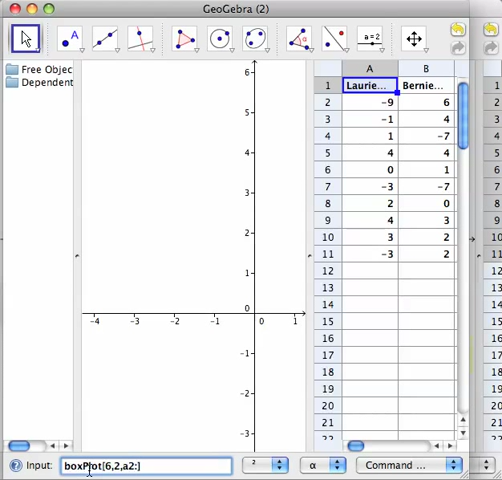 GeoGebra (2)
A
a = 2
Free Objec
Dependent
6
5
4
3
2
1
0
-1
-2
-3
-4 -3 -2 -1 0 1
A B
1 Laurie... Bernie...
2 -9 6
3 -1 4
4 1 -7
5 4 4
6 0 1
7 -3 -7
8 2 0
9 4 3
10 3 2
11 -3 2
12
13
14
15
16
17
18
19
20
21
22
Input: boxPlot[6,2,a2:] 2 α Command ...